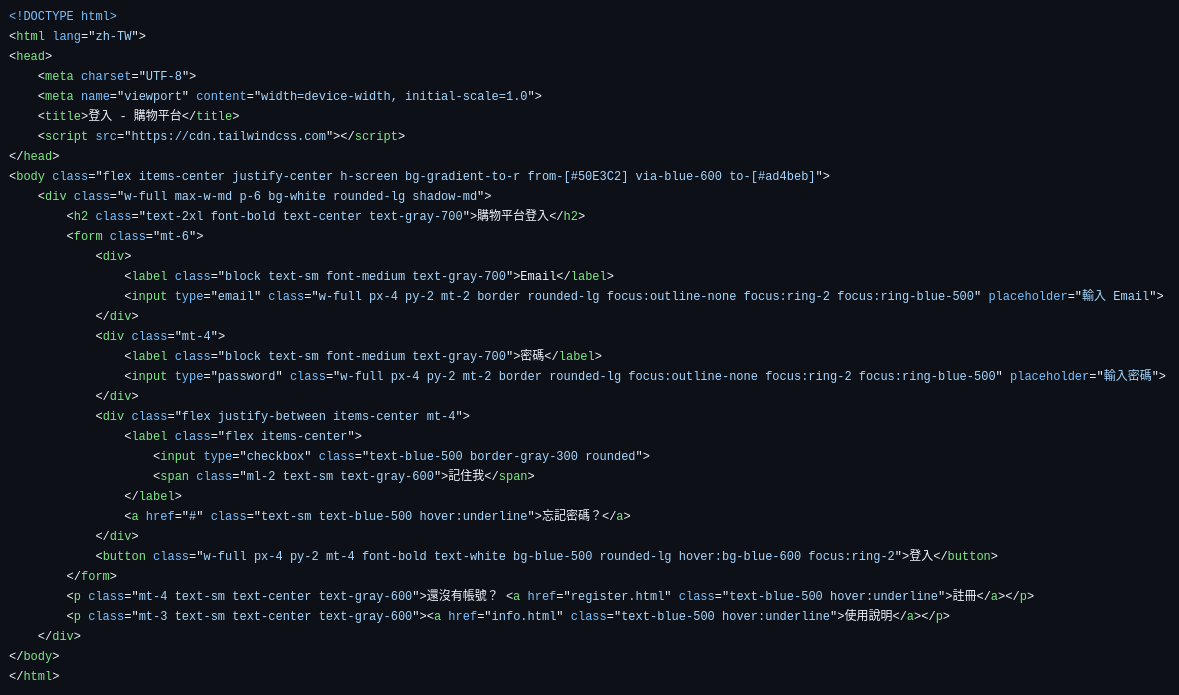 <!DOCTYPE html>
<html lang="zh-TW">
<head>
    <meta charset="UTF-8">
    <meta name="viewport" content="width=device-width, initial-scale=1.0">
    <title>登入 - 購物平台</title>
    <script src="https://cdn.tailwindcss.com"></script>
</head>
<body class="flex items-center justify-center h-screen bg-gradient-to-r from-[#50E3C2] via-blue-600 to-[#ad4beb]">
    <div class="w-full max-w-md p-6 bg-white rounded-lg shadow-md">
        <h2 class="text-2xl font-bold text-center text-gray-700">購物平台登入</h2>
        <form class="mt-6">
            <div>
                <label class="block text-sm font-medium text-gray-700">Email</label>
                <input type="email" class="w-full px-4 py-2 mt-2 border rounded-lg focus:outline-none focus:ring-2 focus:ring-blue-500" placeholder="輸入 Email">
            </div>
            <div class="mt-4">
                <label class="block text-sm font-medium text-gray-700">密碼</label>
                <input type="password" class="w-full px-4 py-2 mt-2 border rounded-lg focus:outline-none focus:ring-2 focus:ring-blue-500" placeholder="輸入密碼">
            </div>
            <div class="flex justify-between items-center mt-4">
                <label class="flex items-center">
                    <input type="checkbox" class="text-blue-500 border-gray-300 rounded">
                    <span class="ml-2 text-sm text-gray-600">記住我</span>
                </label>
                <a href="#" class="text-sm text-blue-500 hover:underline">忘記密碼？</a>
            </div>
            <button class="w-full px-4 py-2 mt-4 font-bold text-white bg-blue-500 rounded-lg hover:bg-blue-600 focus:ring-2">登入</button>
        </form>
        <p class="mt-4 text-sm text-center text-gray-600">還沒有帳號？ <a href="register.html" class="text-blue-500 hover:underline">註冊</a></p>
        <p class="mt-3 text-sm text-center text-gray-600"><a href="info.html" class="text-blue-500 hover:underline">使用說明</a></p>
    </div>
</body>
</html>